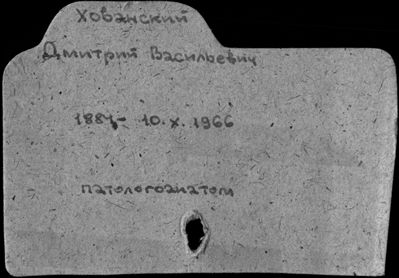 Хованский
Дмитрий Васильевич
1884 - 10.x.1966
патологоанатом